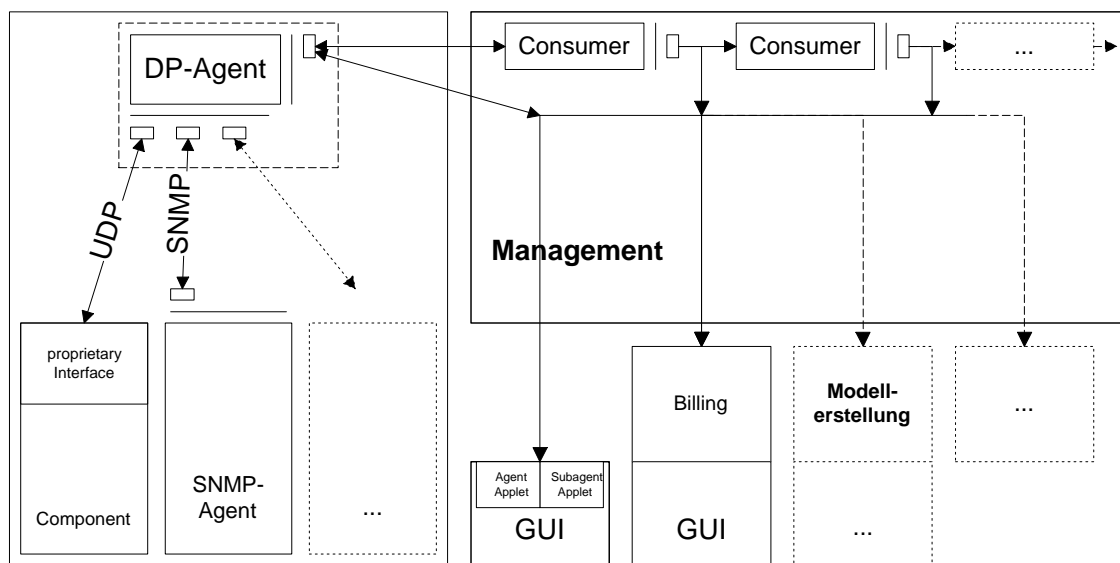 DP-Agent
Consumer
Consumer
...
UDP
SNMP
Management
proprietary
Interface
Component
SNMP-
Agent
...
Agent
Applet
Subagent
Applet
GUI
Billing
GUI
Modell-
erstellung
...
...